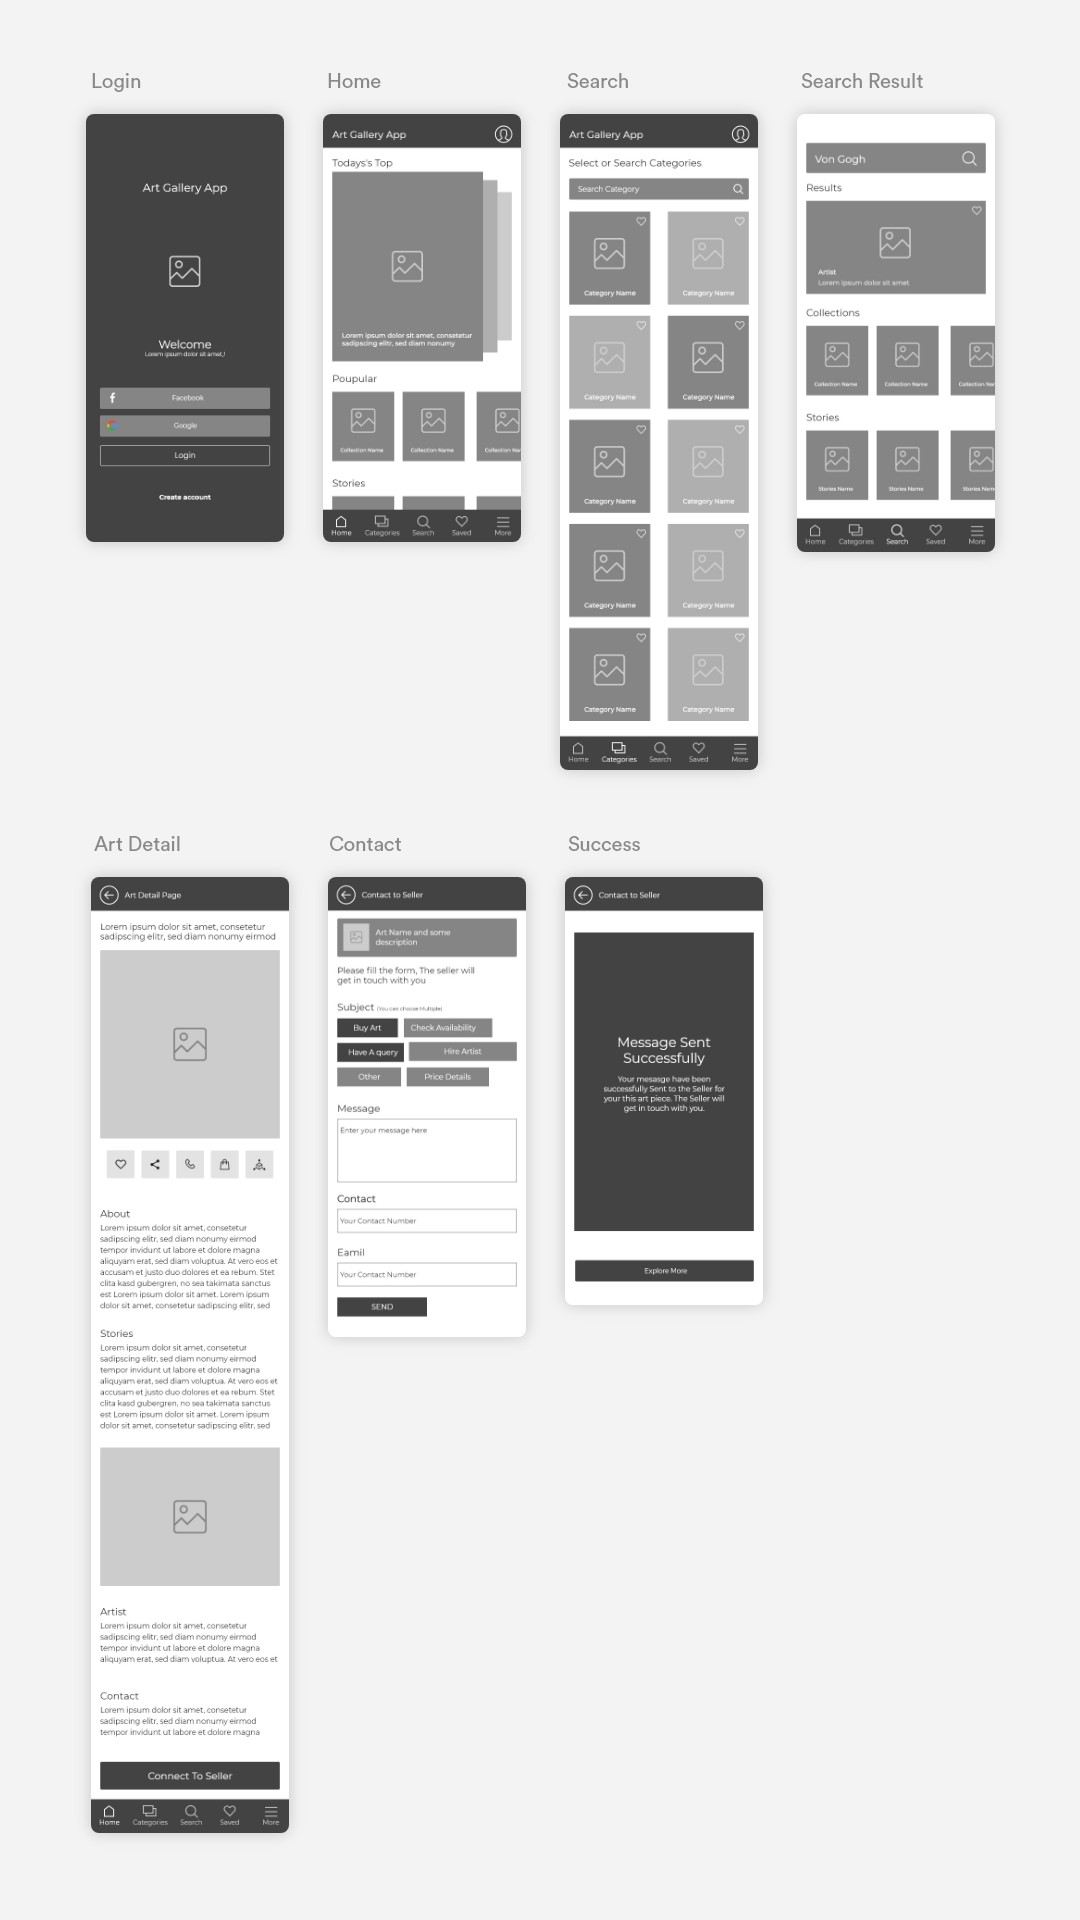 Login
Art Gallery App
Welcome
Lorem ipsum dolor sit amet,!
Facebook
Google
Login
Create account
Home
Art Gallery App
Todays's Top
Lorem ipsum dolor sit amet, consetetur
sadipscing elitr, sed diam nonumy
Poupular
Collection Name
Collection Name
Collection Nam
Stories
Home
Categories
Search
Saved
More
Search
Art Gallery App
Select or Search Categories
Search Category
Category Name
Category Name
Category Name
Category Name
Category Name
Category Name
Category Name
Category Name
Category Name
Category Name
Home
Categories
Search
Saved
More
Search Result
Von Gogh
Results
Artist
Lorem ipsum dolor sit amet
Collections
Collection Name
Collection Name
Collection Nam
Stories
Stories Name
Stories Name
Stories Nam
Home
Categories
Search
Saved
More
Art Detail
Art Detail Page
Lorem ipsum dolor sit amet, consetetur
sadipscing elitr, sed diam nonumy eirmod
About
Lorem ipsum dolor sit amet, consetetur
sadipscing elitr, sed diam nonumy eirmod
tempor invidunt ut labore et dolore magna
aliquyam erat, sed diam voluptua. At vero eos et
accusam et justo duo dolores et ea rebum. Stet
clita kasd gubergren, no sea takimata sanctus
est Lorem ipsum dolor sit amet. Lorem ipsum
dolor sit amet, consetetur sadipscing elitr, sed
Stories
Lorem ipsum dolor sit amet, consetetur
sadipscing elitr, sed diam nonumy eirmod
tempor invidunt ut labore et dolore magna
aliquyam erat, sed diam voluptua. At vero eos et
accusam et justo duo dolores et ea rebum. Stet
clita kasd gubergren, no sea takimata sanctus
est Lorem ipsum dolor sit amet. Lorem ipsum
dolor sit amet, consetetur sadipscing elitr, sed
Artist
Lorem ipsum dolor sit amet, consetetur
sadipscing elitr, sed diam nonumy eirmod
tempor invidunt ut labore et dolore magna
aliquyam erat, sed diam voluptua. At vero eos et
Contact
Lorem ipsum dolor sit amet, consetetur
sadipscing elitr, sed diam nonumy eirmod
tempor invidunt ut labore et dolore magna
Connect To Seller
Home
Categories
Search
Saved
More
Contact
Contact to Seller
Art Name and some
description
Please fill the form, The seller will
get in touch with you
Subject (You can choose Multiple)
Buy Art
Check Availability
Have A query
Hire Artist
Other
Price Details
Message
Enter your message here
Contact
Your Contact Number
Eamil
Your Contact Number
SEND
Success
Contact to Seller
Message Sent
Successfully
Your mesasge have been
successfully Sent to the Seller for
your this art piece. The Seller will
get in touch with you.
Explore More